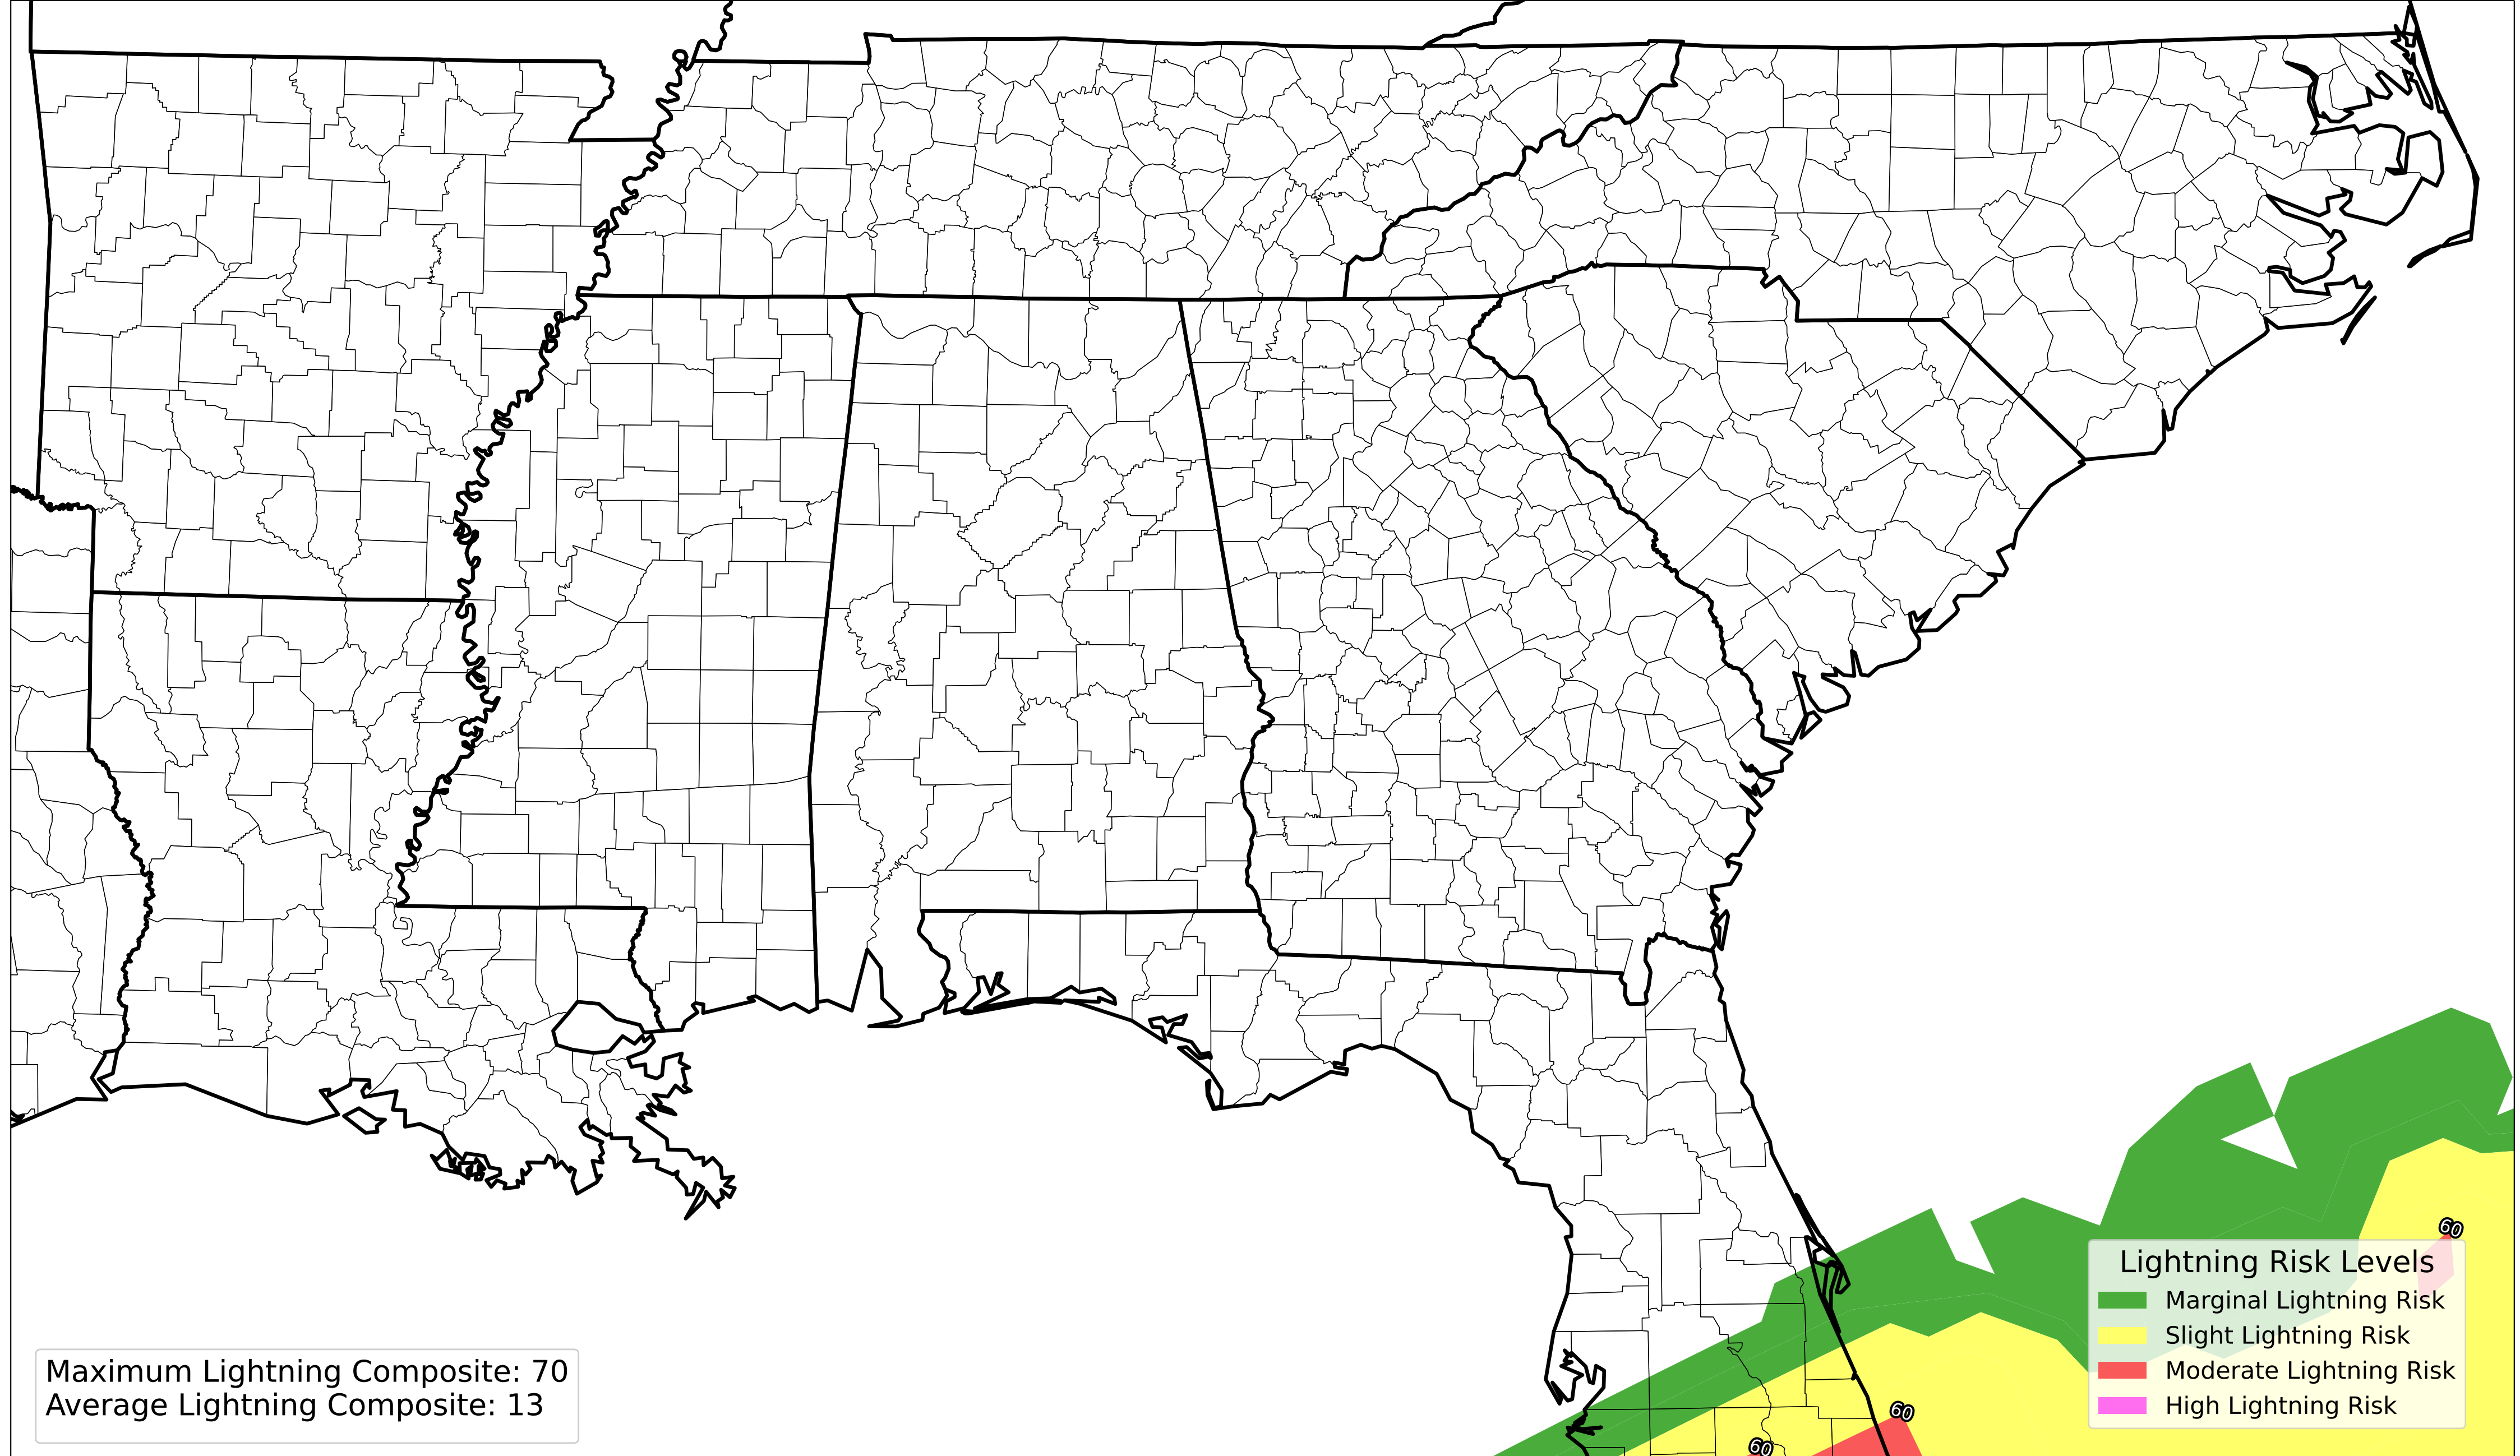 60
Lightning Risk Levels
Marginal Lightning Risk
Slight Lightning Risk
Moderate Lightning Risk
High Lightning Risk
Maximum Lightning Composite: 70
Average Lightning Composite: 13
60
60